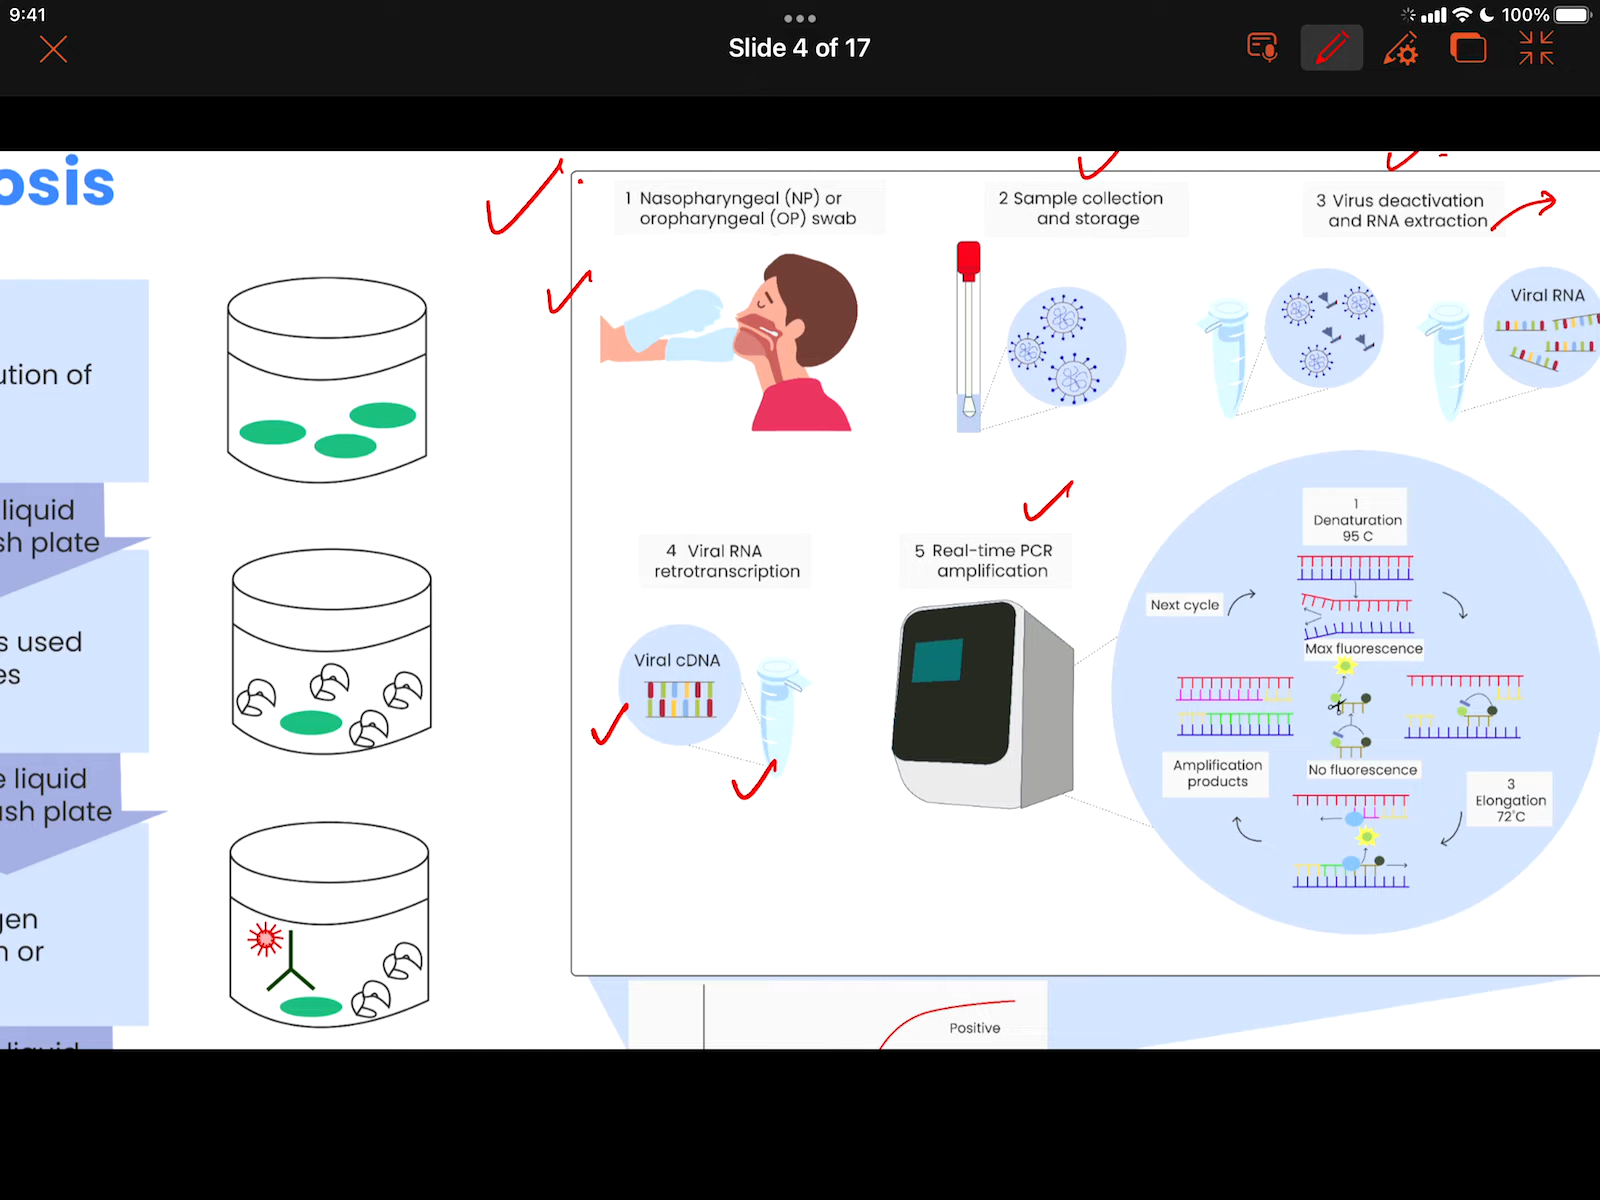 9:41
100%
Slide 4 of 17
osis
1 Nasopharyngeal (NP) or
oropharyngeal (OP) swab
2 Sample collection
and storage
3 Virus deactivation
and RNA extraction
Viral RNA
ution of
liquid
sh plate
s used
es
e liquid
ash plate
gen
n or
4 Viral RNA
retrotranscription
Viral cDNA
5 Real-time PCR
amplification
1
Denaturation
95 C
Next cycle
Max fluorescence
Amplification
products
No fluorescence
3
Elongation
72°C
Positive